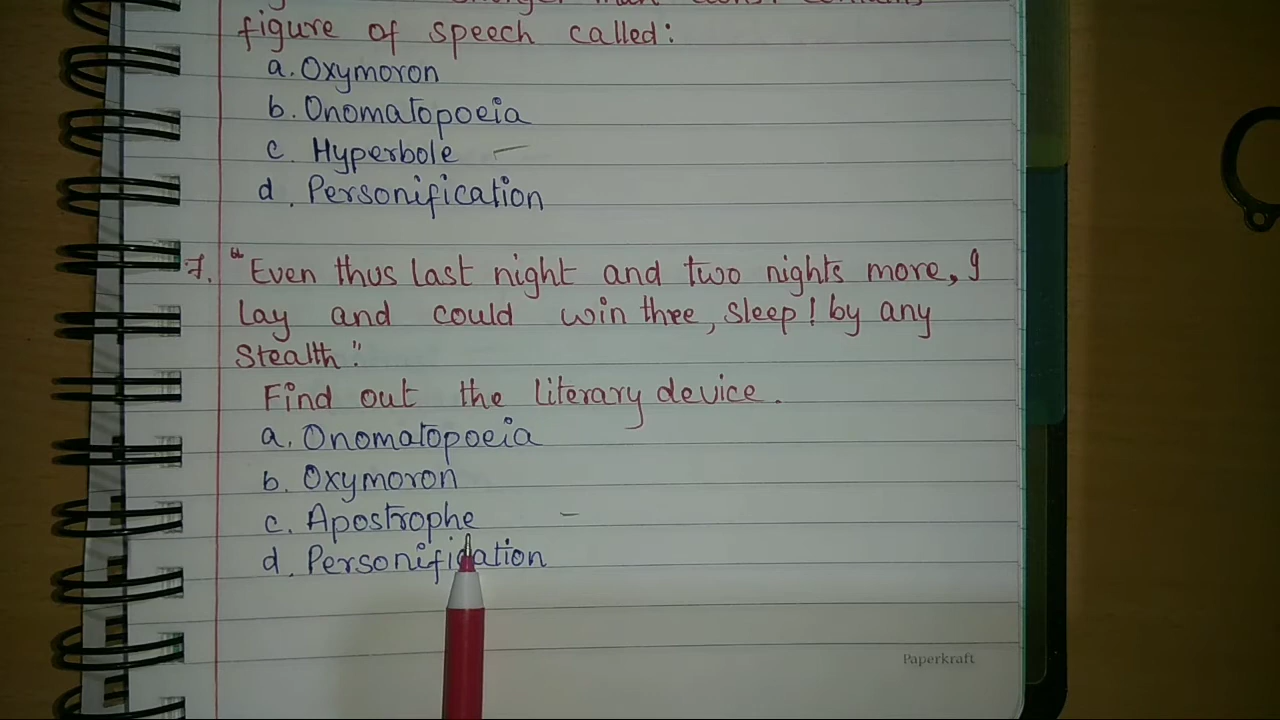 figure of speech called:
a. Oxymoron
b. Onomatopoeia
c. Hyperbole –
d. Personification
7. "Even thus last night and two nights more, I
lay and could win thee, sleep! by any
stealth."
Find out the literary device.
a. Onomatopoeia
b. Oxymoron
c. Apostrophe –
d. Personification
Paperkraft